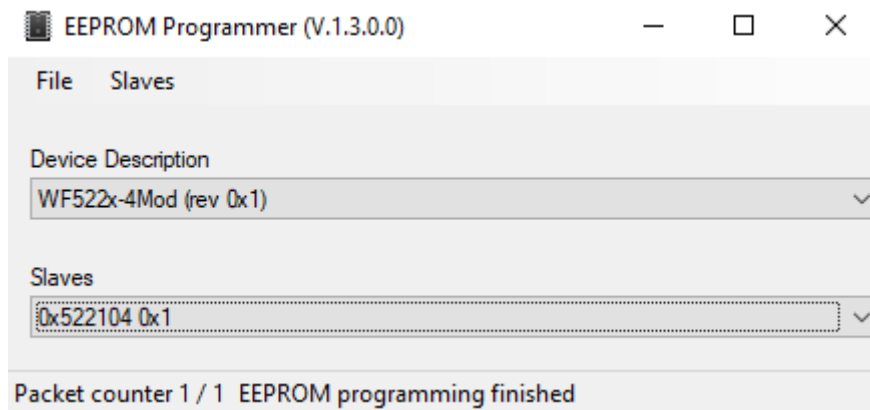 EEPROM Programmer (V.1.3.0.0)
File Slaves
Device Description
WF522x-4Mod (rev 0x1)
Slaves
0x522104 0x1
Packet counter 1 / 1 EEPROM programming finished